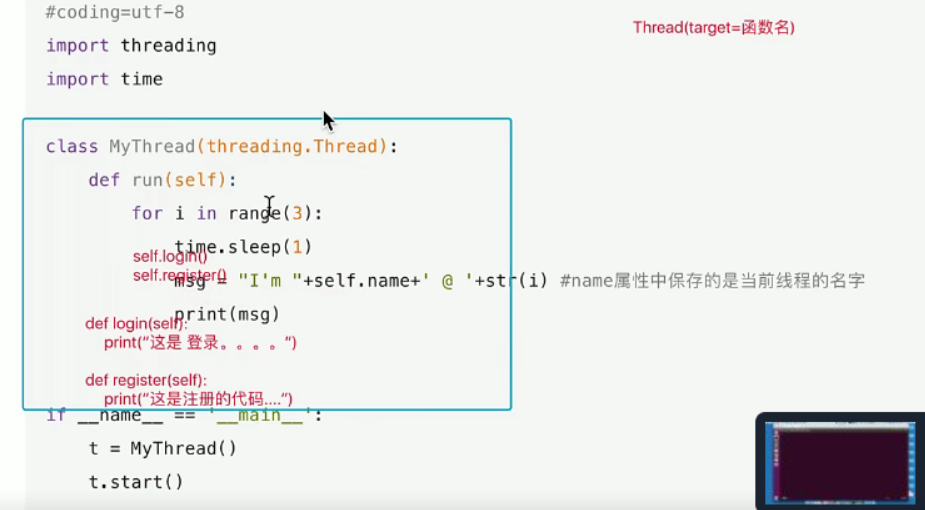 #coding=utf-8
Thread(target=函数名)
import threading
import time
class MyThread(threading.Thread):
def run(self):
for i in range(3):
time.sleep(1)
self.login()
self.register()
msg = "I'm "+self.name+' @ '+str(i) #name属性中保存的是当前线程的名字
print(msg)
def login(self):
print(“这是 登录。。。。”)
def register(self):
print(“这是注册的代码....”)
if __name__ == '__main__':
t = MyThread()
t.start()